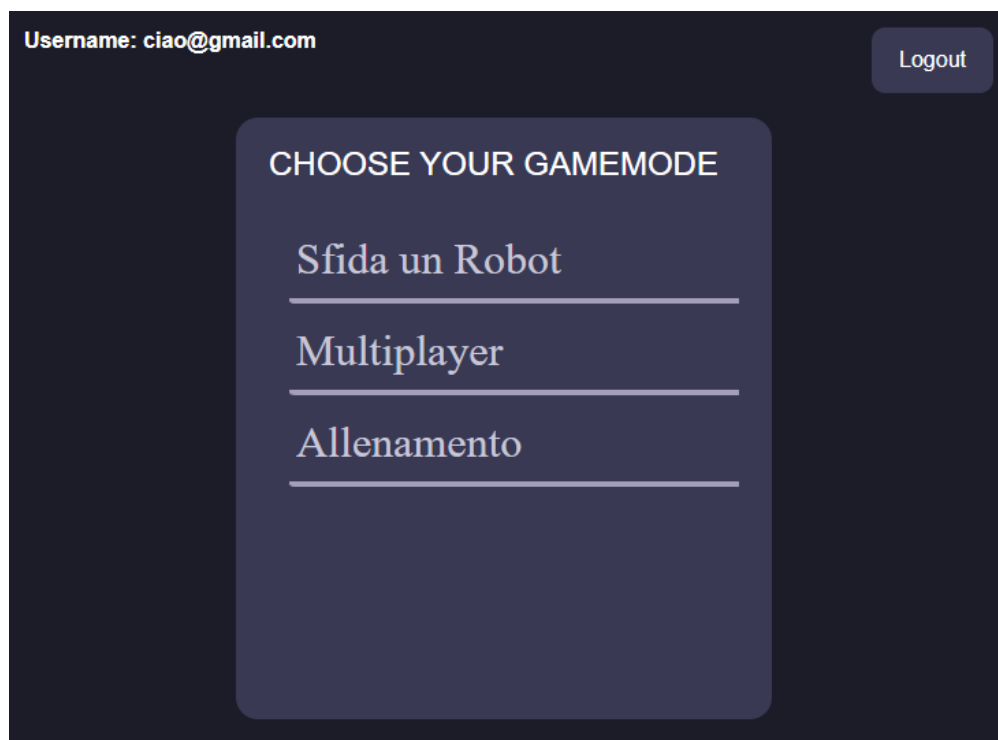 Username: ciao@gmail.com
Logout
CHOOSE YOUR GAMEMODE
Sfida un Robot
Multiplayer
Allenamento